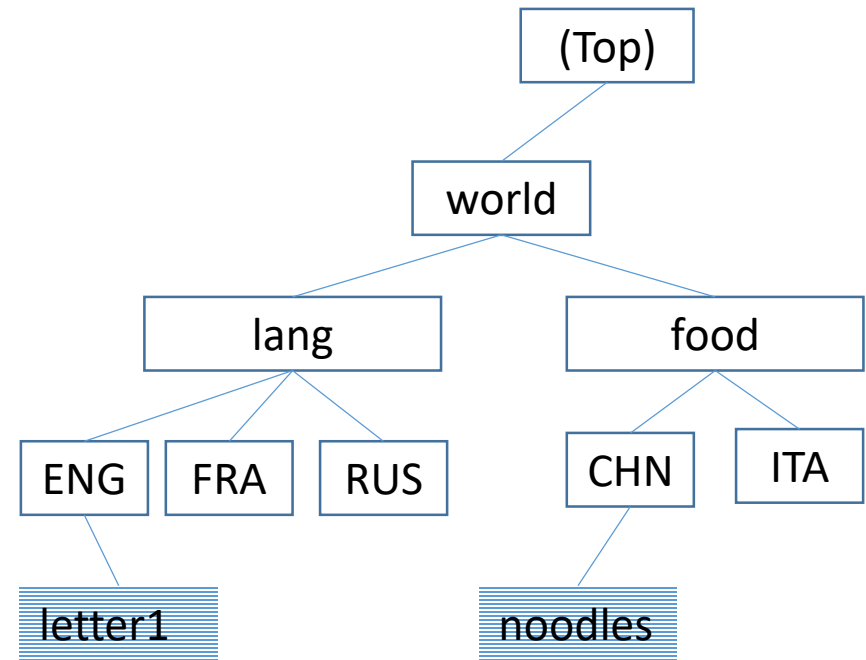 (Top)
world
lang
food
ENG
FRA
RUS
CHN
ITA
letter1
noodles